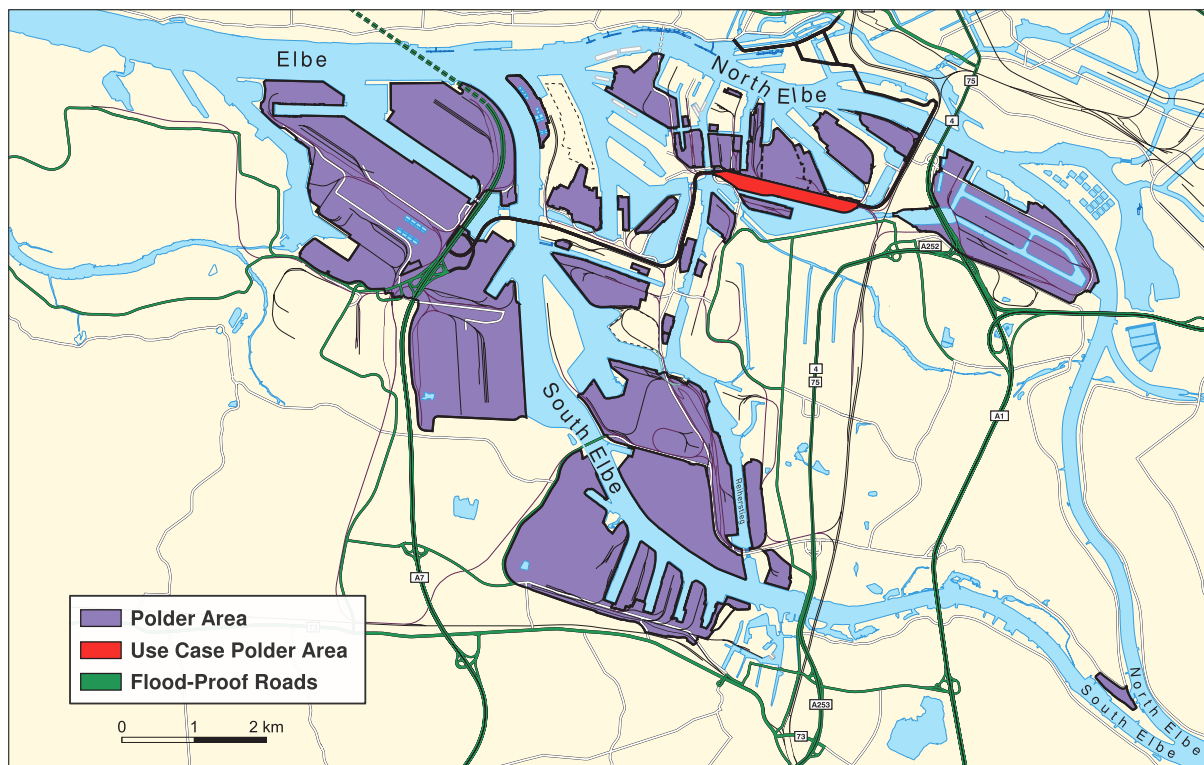 Elbe
North Elbe
75
4
A252
4
75
A1
South Elbe
Reiherstieg
A7
A253
73
North Elbe
South Elbe
Polder Area
Use Case Polder Area
Flood-Proof Roads
0 1 2 km